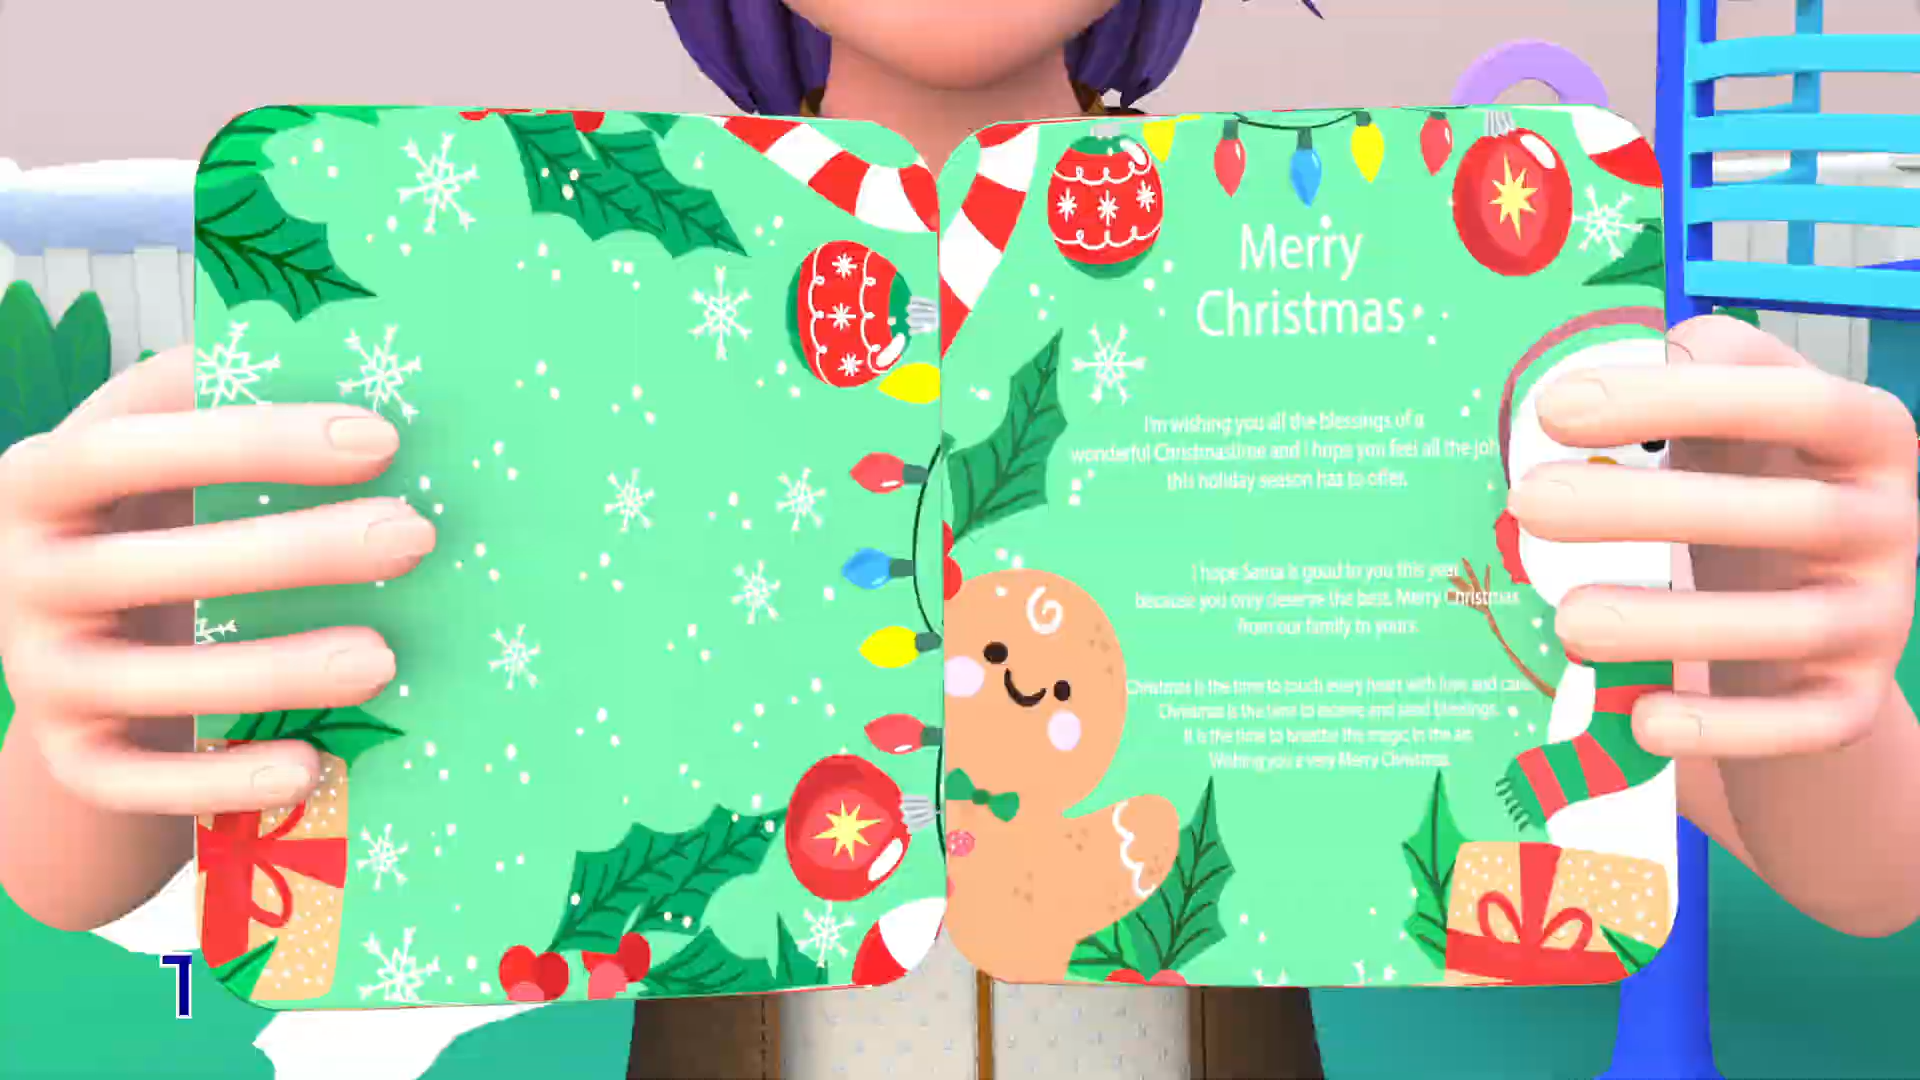 Merry
Christmas
I'm wishing you all the blessings of a
wonderful Christmastime and I hope you feel all the joh
this holiday season has to offer.
I hope Santa is good to you this year
because you only deserve the best. Merry Christmas
from our family to yours.
Christmas is the time to touch every heart with love and care.
Christmas is the time to receive and send blessings.
It is the time to breathe the magic in the air.
Wishing you a very Merry Christmas.
1